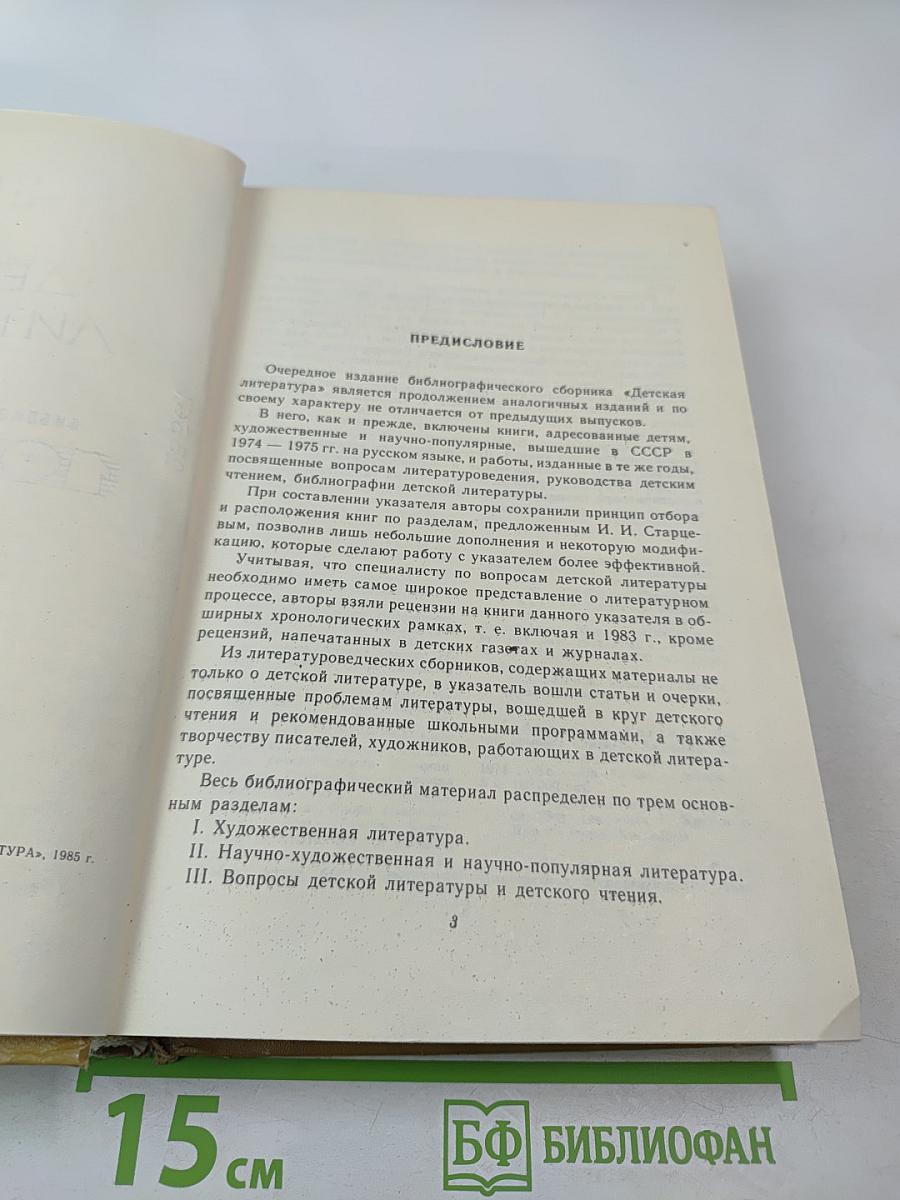 ПРЕДИСЛОВИЕ
Очередное издание библиографического сборника «Детская
литература» является продолжением аналогичных изданий и по
своему характеру не отличается от предыдущих выпусков.
В него, как и прежде, включены книги, адресованные детям,
художественные и научно-популярные, вышедшие в СССР в
1974 — 1975 гг. на русском языке, и работы, изданные в те же годы,
посвященные вопросам литературоведения, руководства детским
чтением, библиографии детской литературы.
При составлении указателя авторы сохранили принцип отбора
и расположения книг по разделам, предложенным И. И. Старце-
вым, позволив лишь небольшие дополнения и некоторую модифи-
кацию, которые сделают работу с указателем более эффективной.
Учитывая, что специалисту по вопросам детской литературы
необходимо иметь самое широкое представление о литературном
процессе, авторы взяли рецензии на книги данного указателя в об-
ширных хронологических рамках, т. е. включая и 1983 г., кроме
рецензий, напечатанных в детских газетах и журналах.
Из литературоведческих сборников, содержащих материалы не
только о детской литературе, в указатель вошли статьи и очерки,
посвященные проблемам литературы, вошедшей в круг детского
чтения и рекомендованные школьными программами, а также
творчеству писателей, художников, работающих в детской литера-
туре.
Весь библиографический материал распределен по трем основ-
ным разделам:
I. Художественная литература.
II. Научно-художественная и научно-популярная литература.
III. Вопросы детской литературы и детского чтения.
3
ТУРА», 1985 г.
15 см
БФ БИБЛИОФАН